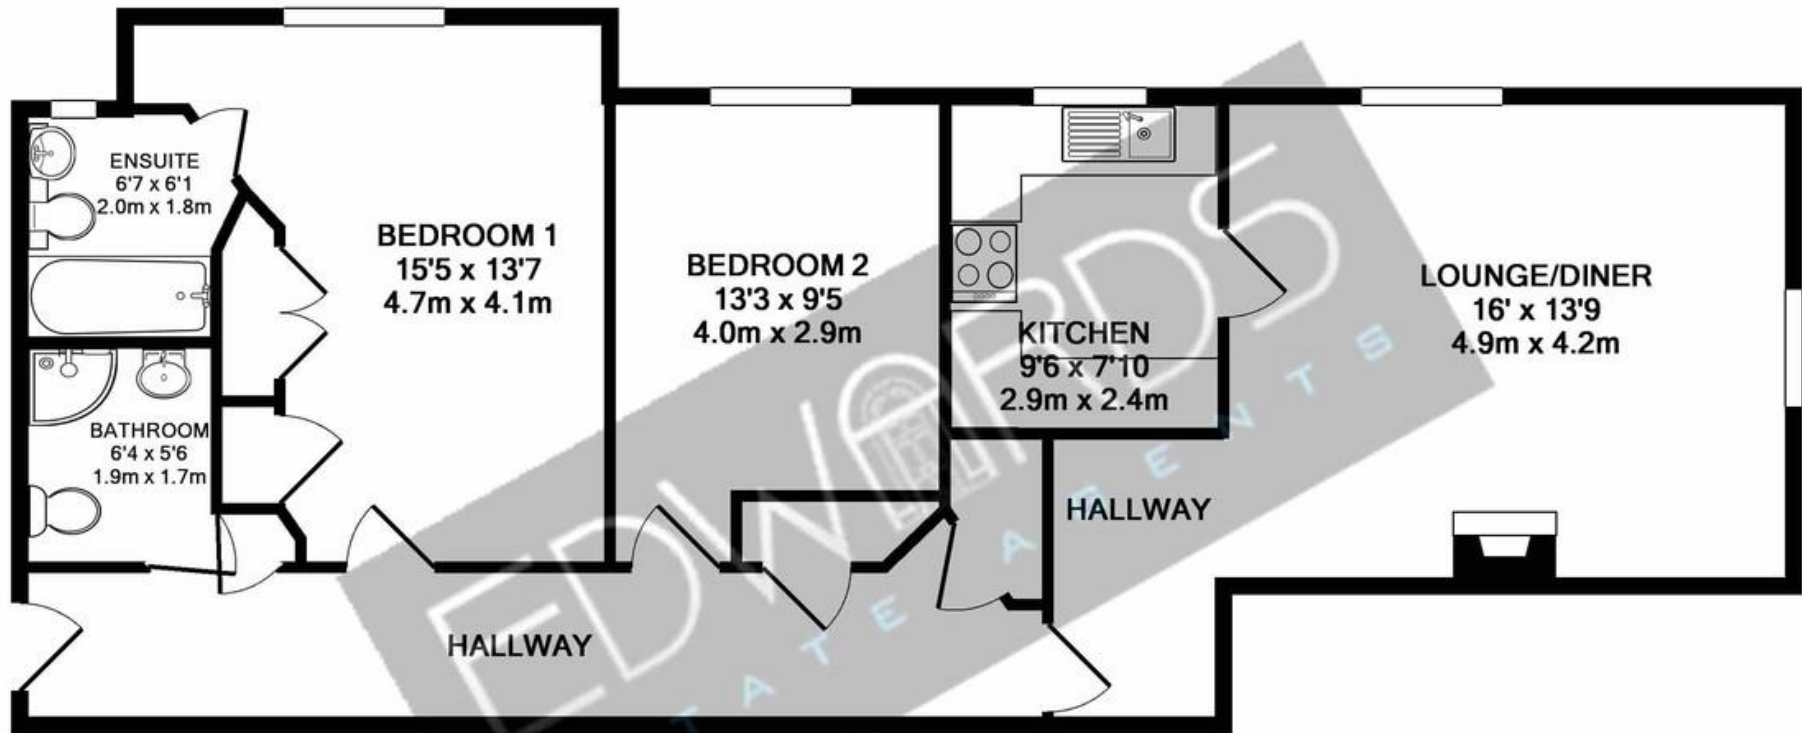 ENSUITE
6'7 x 6'1
2.0m x 1.8m
BEDROOM 1
15'5 x 13'7
4.7m x 4.1m
BEDROOM 2
13'3 x 9'5
4.0m x 2.9m
KITCHEN
9'6 x 7'10
2.9m x 2.4m
LOUNGE/DINER
16' x 13'9
4.9m x 4.2m
BATHROOM
6'4 x 5'6
1.9m x 1.7m
HALLWAY
HALLWAY
EDWARDS
TATE AGENTS